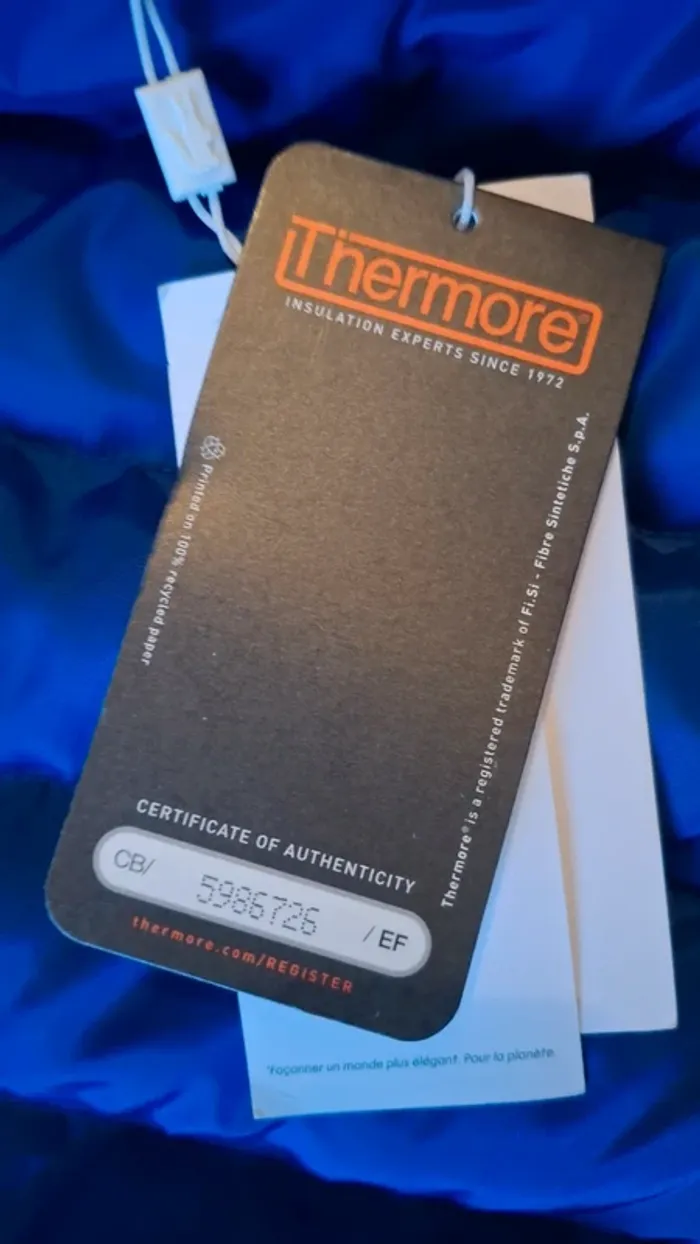 Thermore®
INSULATION EXPERTS SINCE 1972
Printed on 100% recycled paper
Thermore® is a registered trademark of Fi.Si - Fibre Sintetiche S.p.A.
CERTIFICATE OF AUTHENTICITY
CB/ 5986726 / EF
thermore.com/REGISTER
*Façonner un monde plus élégant. Pour la planète.